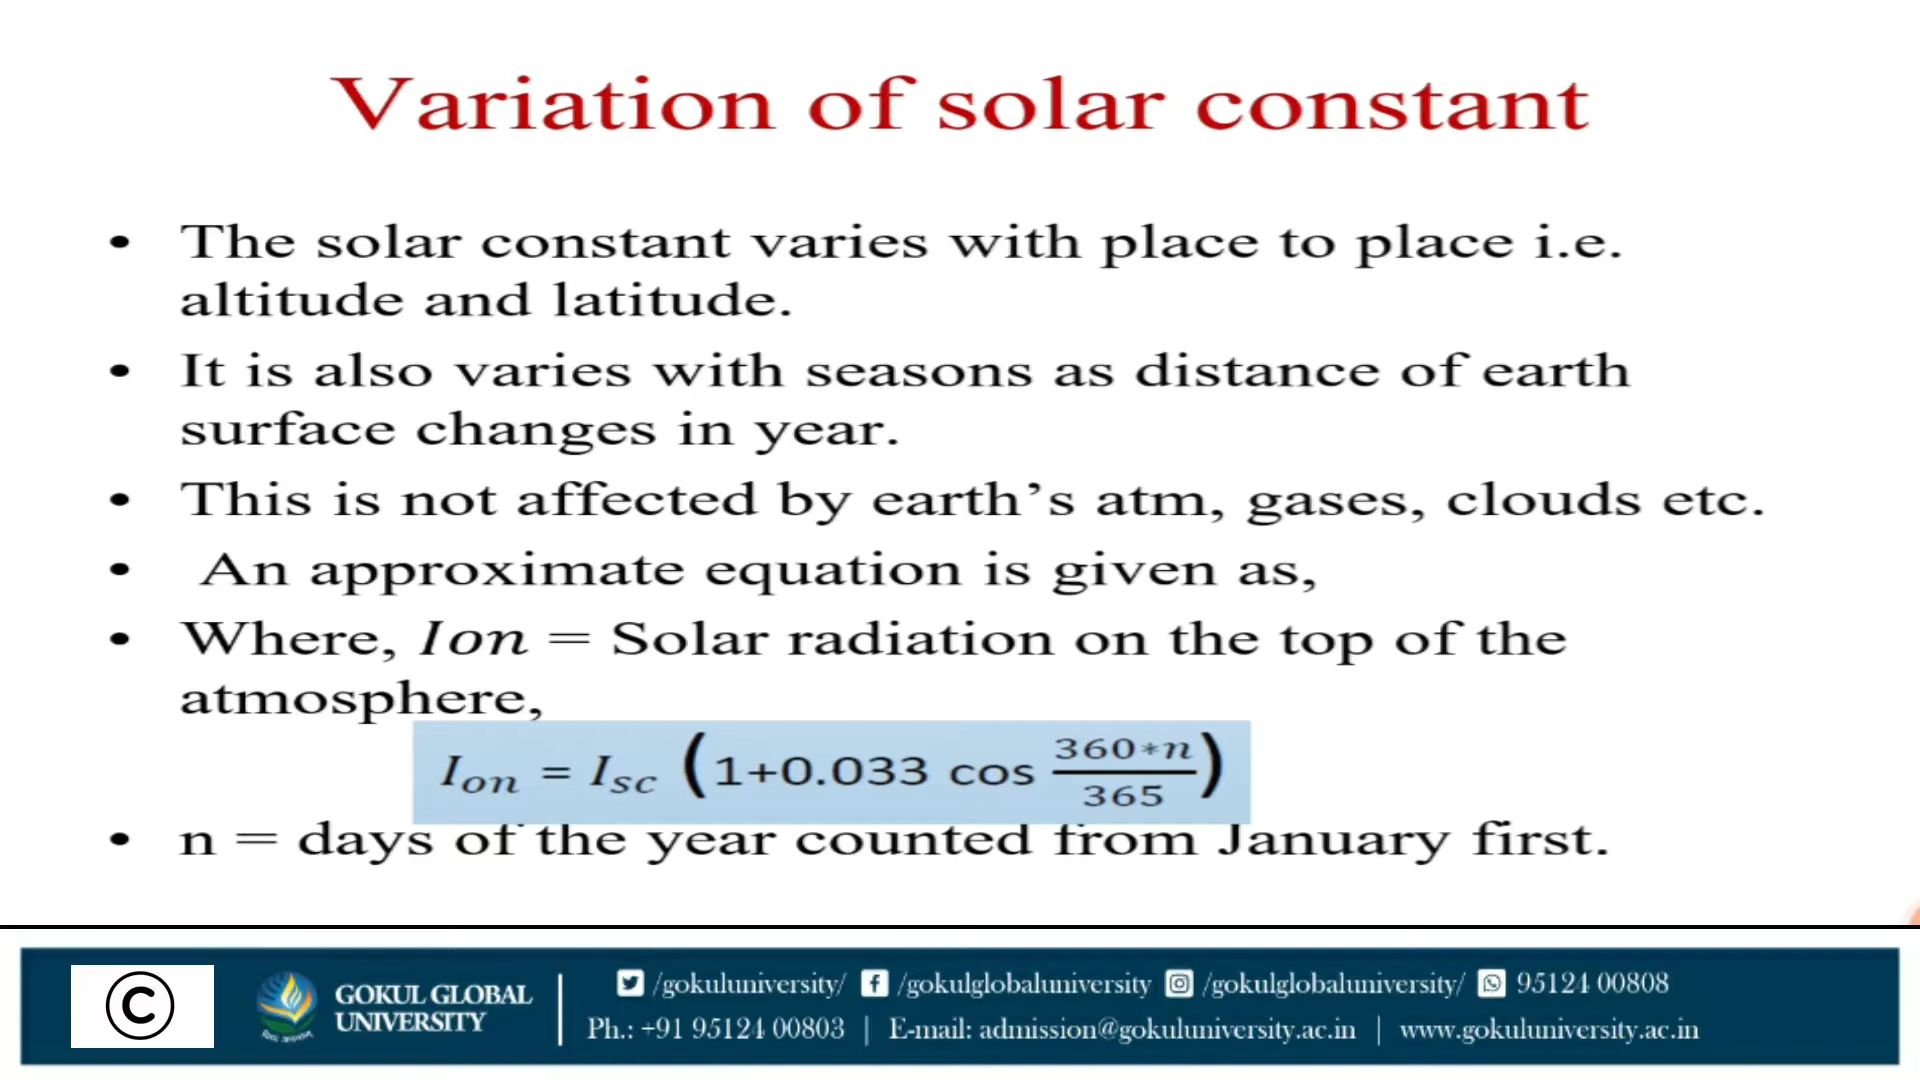 Variation of solar constant
• The solar constant varies with place to place i.e.
altitude and latitude.
• It is also varies with seasons as distance of earth
surface changes in year.
• This is not affected by earth’s atm, gases, clouds etc.
• An approximate equation is given as,
• Where, Ion = Solar radiation on the top of the
atmosphere,
I_on = I_sc (1+0.033 cos 360*n/365)
• n = days of the year counted from January first.
©
GOKUL GLOBAL
UNIVERSITY
/gokuluniversity/ /gokulglobaluniversity /gokulglobaluniversity/ 95124 00808
Ph.: +91 95124 00803 | E-mail: admission@gokuluniversity.ac.in | www.gokuluniversity.ac.in